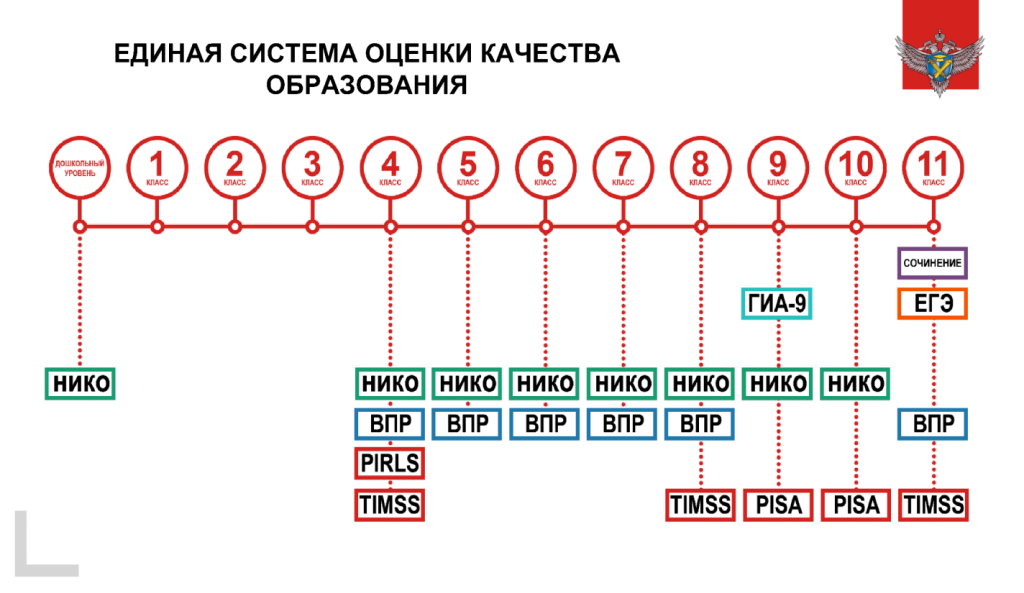 ЕДИНАЯ СИСТЕМА ОЦЕНКИ КАЧЕСТВА
ОБРАЗОВАНИЯ
ДОШКОЛЬНЫЙ
УРОВЕНЬ
1
КЛАСС
2
КЛАСС
3
КЛАСС
4
КЛАСС
5
КЛАСС
6
КЛАСС
7
КЛАСС
8
КЛАСС
9
КЛАСС
10
КЛАСС
11
КЛАСС
СОЧИНЕНИЕ
ГИА-9 ЕГЭ
НИКО НИКО НИКО НИКО НИКО НИКО НИКО НИКО
ВПР ВПР ВПР ВПР ВПР ВПР
PIRLS
TIMSS TIMSS PISA PISA TIMSS